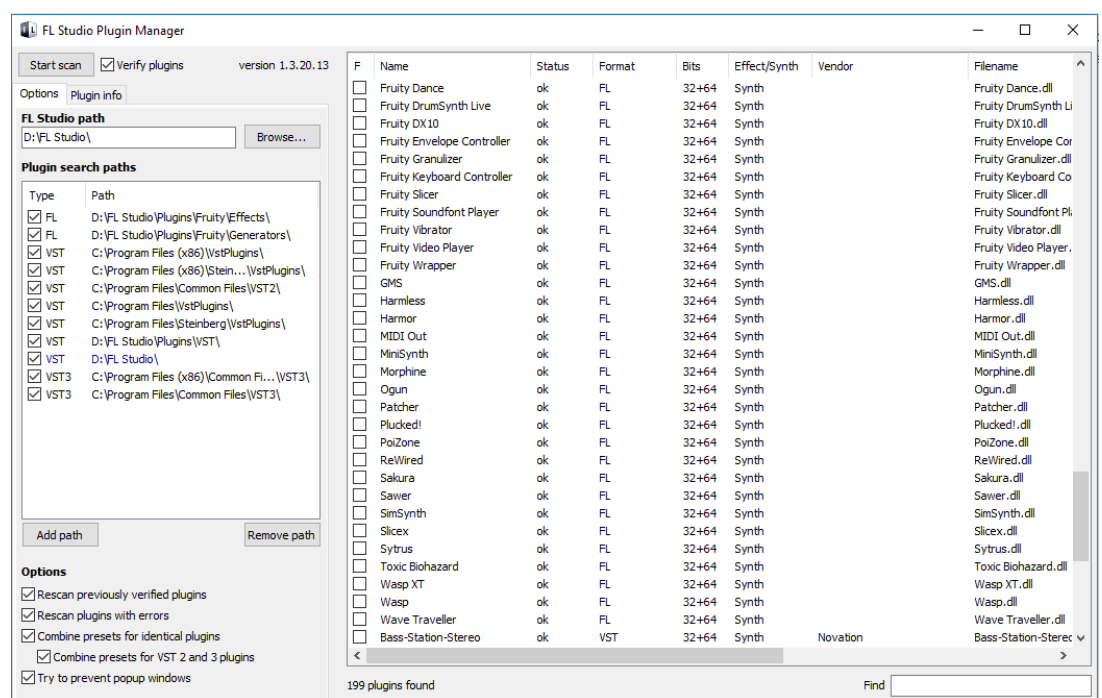 FL Studio Plugin Manager
Start scan Verify plugins version 1.3.20.13
Options Plugin info
FL Studio path
D:\FL Studio\ Browse...
Plugin search paths
Type Path
FL D:\FL Studio\Plugins\Fruity\Effects\
FL D:\FL Studio\Plugins\Fruity\Generators\
VST C:\Program Files (x86)\VstPlugins\
VST C:\Program Files (x86)\Stein...\VstPlugins\
VST C:\Program Files\Common Files\VST2\
VST C:\Program Files\VstPlugins\
VST C:\Program Files\Steinberg\VstPlugins\
VST D:\FL Studio\Plugins\VST\
VST D:\FL Studio\
VST3 C:\Program Files (x86)\Common Fi...\VST3\
VST3 C:\Program Files\Common Files\VST3\
Add path Remove path
Options
Rescan previously verified plugins
Rescan plugins with errors
Combine presets for identical plugins
Combine presets for VST 2 and 3 plugins
Try to prevent popup windows
F Name Status Format Bits Effect/Synth Vendor Filename
Fruity Dance ok FL 32+64 Synth Fruity Dance.dll
Fruity DrumSynth Live ok FL 32+64 Synth Fruity DrumSynth Li
Fruity DX10 ok FL 32+64 Synth Fruity DX10.dll
Fruity Envelope Controller ok FL 32+64 Synth Fruity Envelope Cor
Fruity Granulizer ok FL 32+64 Synth Fruity Granulizer.dll
Fruity Keyboard Controller ok FL 32+64 Synth Fruity Keyboard Co
Fruity Slicer ok FL 32+64 Synth Fruity Slicer.dll
Fruity Soundfont Player ok FL 32+64 Synth Fruity Soundfont Pl
Fruity Vibrator ok FL 32+64 Synth Fruity Vibrator.dll
Fruity Video Player ok FL 32+64 Synth Fruity Video Player.
Fruity Wrapper ok FL 32+64 Synth Fruity Wrapper.dll
GMS ok FL 32+64 Synth GMS.dll
Harmless ok FL 32+64 Synth Harmless.dll
Harmor ok FL 32+64 Synth Harmor.dll
MIDI Out ok FL 32+64 Synth MIDI Out.dll
MiniSynth ok FL 32+64 Synth MiniSynth.dll
Morphine ok FL 32+64 Synth Morphine.dll
Ogun ok FL 32+64 Synth Ogun.dll
Patcher ok FL 32+64 Synth Patcher.dll
Plucked! ok FL 32+64 Synth Plucked!.dll
PoiZone ok FL 32+64 Synth PoiZone.dll
ReWired ok FL 32+64 Synth ReWired.dll
Sakura ok FL 32+64 Synth Sakura.dll
Sawer ok FL 32+64 Synth Sawer.dll
SimSynth ok FL 32+64 Synth SimSynth.dll
Slicex ok FL 32+64 Synth Slicex.dll
Sytrus ok FL 32+64 Synth Sytrus.dll
Toxic Biohazard ok FL 32+64 Synth Toxic Biohazard.dll
Wasp XT ok FL 32+64 Synth Wasp XT.dll
Wasp ok FL 32+64 Synth Wasp.dll
Wave Traveller ok FL 32+64 Synth Wave Traveller.dll
Bass-Station-Stereo ok VST 32+64 Synth Novation Bass-Station-Stereo
199 plugins found Find